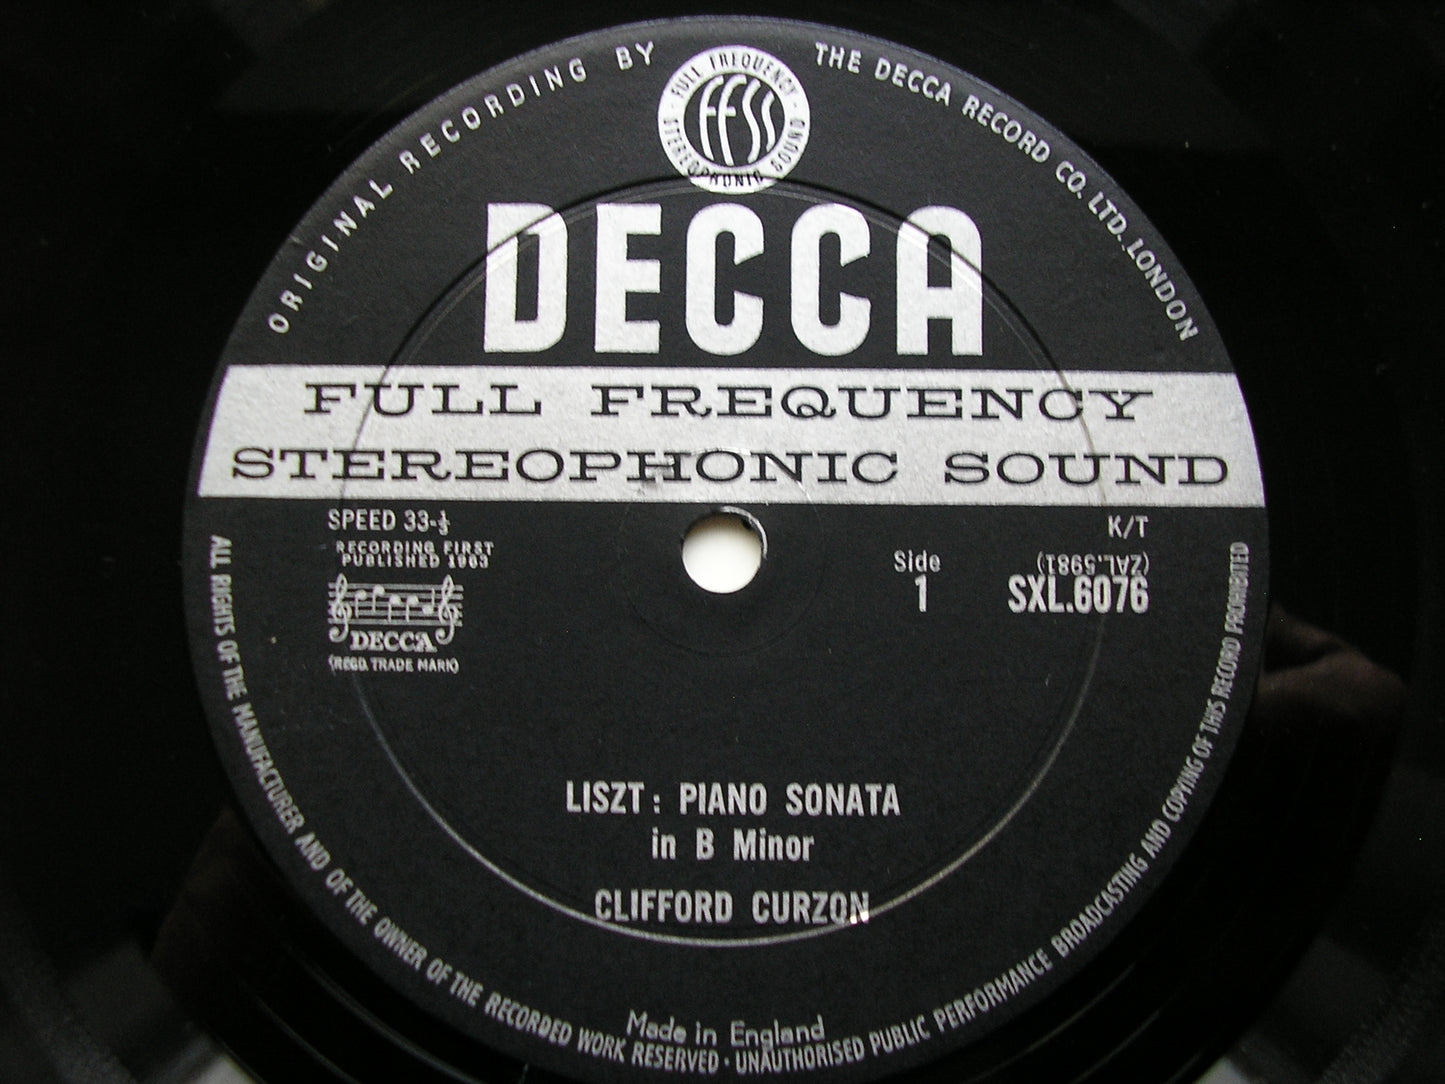 ORIGINAL RECORDING BY THE DECCA RECORD CO. LTD. LONDON
FULL FREQUENCY
STEREOPHONIC SOUND
FFSS
DECCA
FULL FREQUENCY
STEREOPHONIC SOUND
SPEED 33-⅓
RECORDING FIRST
PUBLISHED 1963
DECCA
(REGD. TRADE MARK)
K/T
Side
1
(ZAL.5981)
SXL.6076
LISZT : PIANO SONATA
in B Minor
CLIFFORD CURZON
Made in England
ALL RIGHTS OF THE MANUFACTURER AND OF THE OWNER OF THE RECORDED WORK RESERVED · UNAUTHORISED PUBLIC PERFORMANCE BROADCASTING AND COPYING OF THIS RECORD PROHIBITED